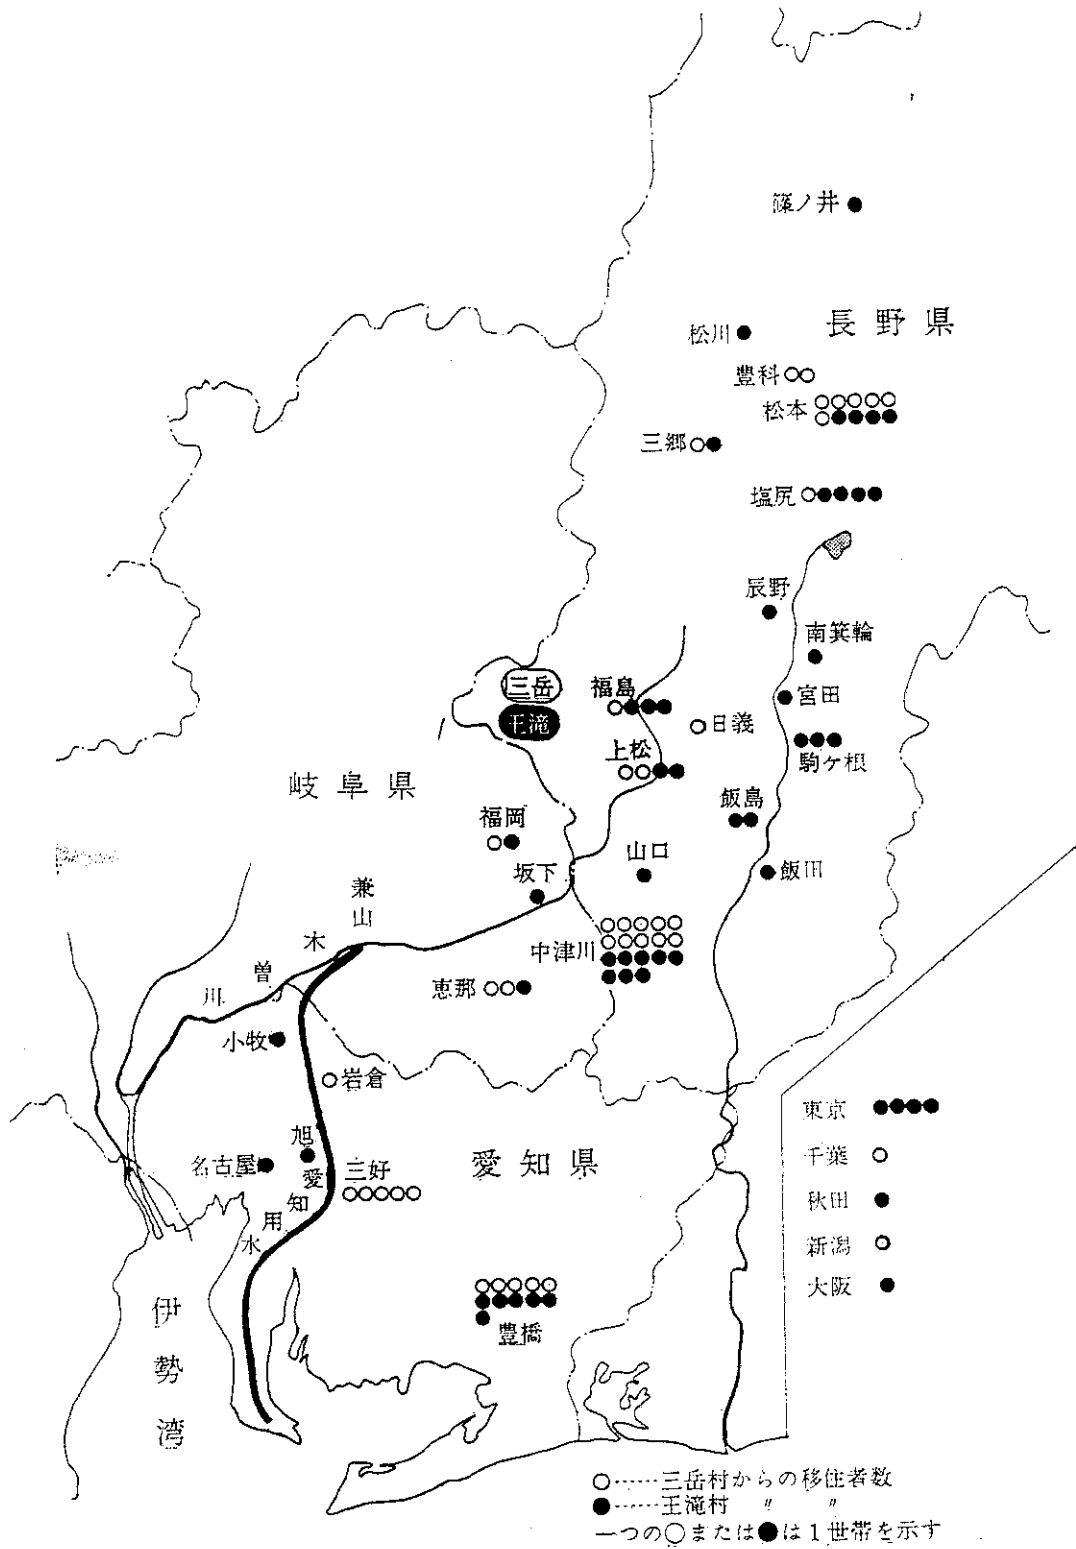 篠ノ井
長野県
松川
豊科
松本
三郷
塩尻
辰野
南箕輪
三岳
福島
宮田
王滝
日義
上松
駒ヶ根
岐阜県
飯島
福岡
山口
坂下
飯田
兼山
中津川
恵那
木曽川
小牧
岩倉
東京
旭
千葉
名古屋
三好
愛知県
愛知用水
秋田
新潟
大阪
伊勢湾
豊橋
○……三岳村からの移住者数
●……王滝村 〃 〃
一つの○または●は1世帯を示す